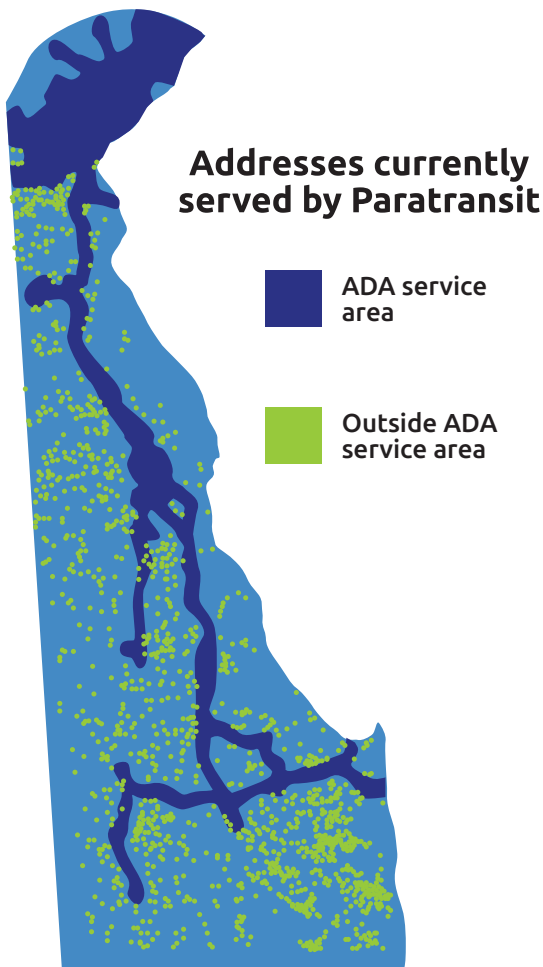 Addresses currently
served by Paratransit
ADA service
area
Outside ADA
service area